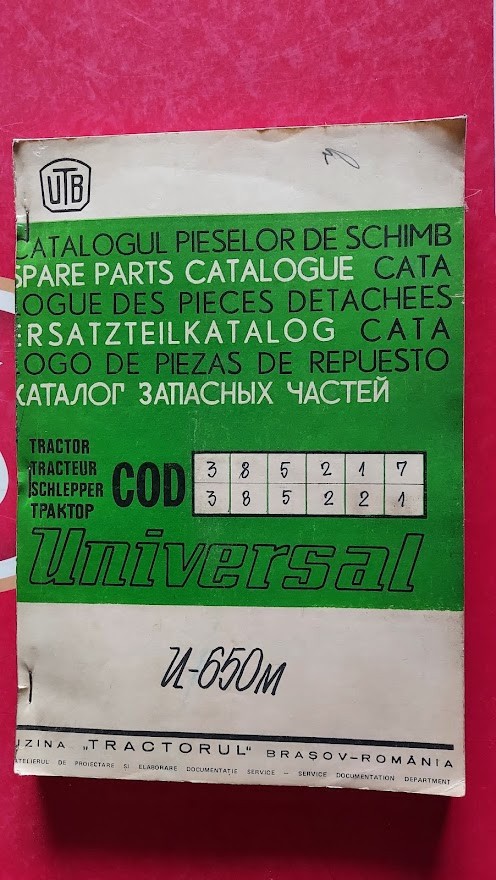 UTB
CATALOGUL PIESELOR DE SCHIMB
SPARE PARTS CATALOGUE CATA
LOGUE DES PIECES DETACHEES
ERSATZTEILKATALOG CATA
LOGO DE PIEZAS DE REPUESTO
КАТАЛОГ ЗАПАСНЫХ ЧАСТЕЙ
TRACTOR
TRACTEUR
SCHLEPPER
ТРАКТОР
COD
3 8 5 2 1 7
3 8 5 2 2 1
Universal
U-650M
UZINA „TRACTORUL" BRAȘOV-ROMÂNIA
ATELIERUL DE PROIECTARE SI ELABORARE DOCUMENTAȚIE SERVICE – SERVICE DOCUMENTATION DEPARTMENT